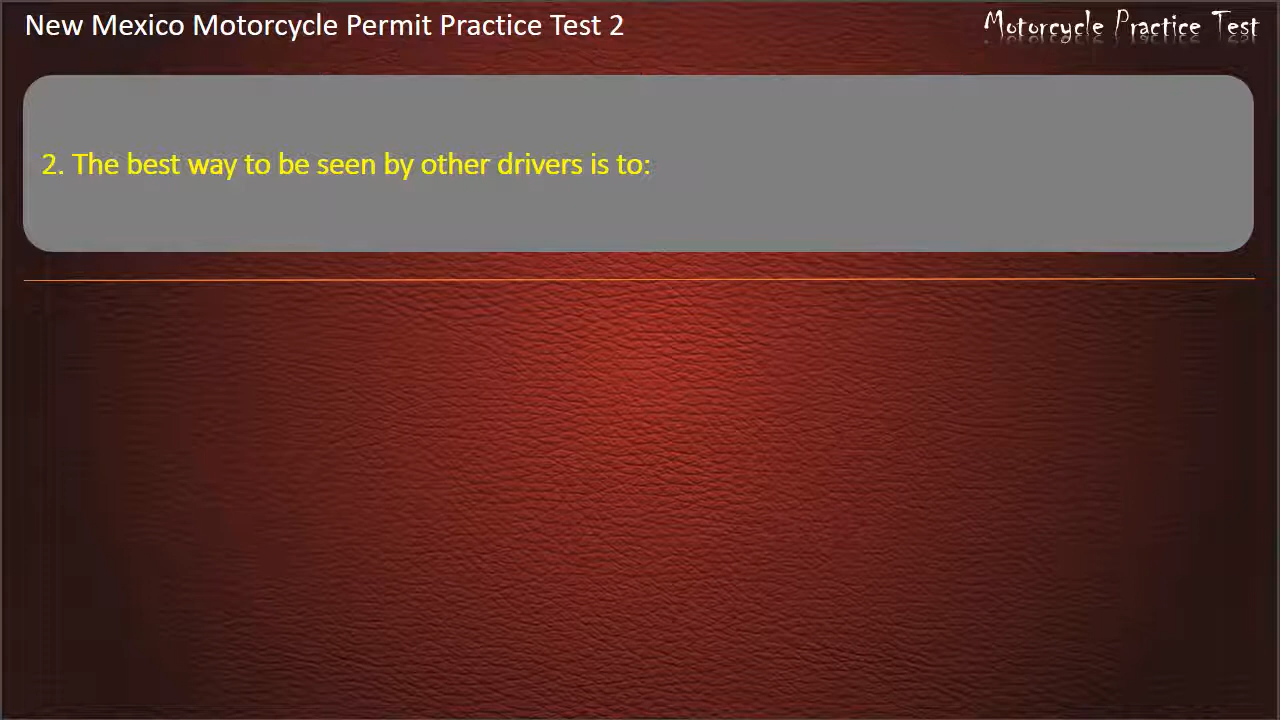 New Mexico Motorcycle Permit Practice Test 2
Motorcycle Practice Test
2. The best way to be seen by other drivers is to: